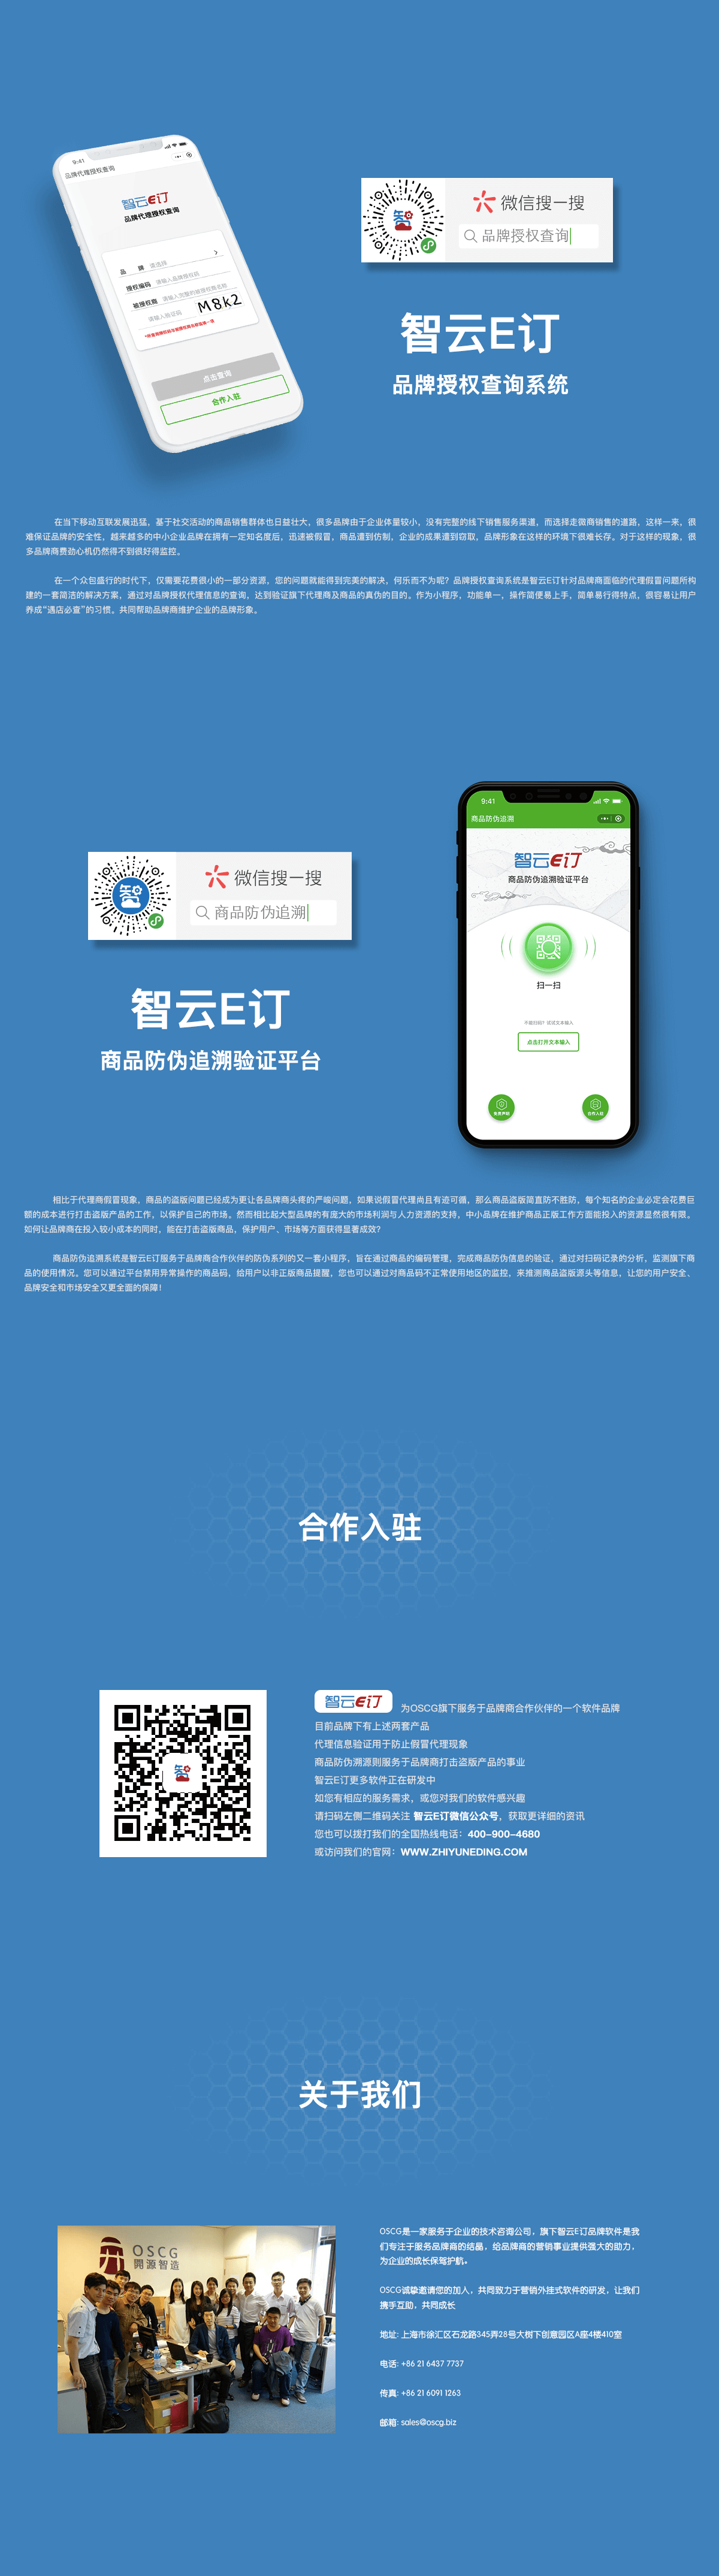 9:41
品牌代理授权查询
智云E订
品牌代理授权查询
品 牌 请选择
授权编码 请输入品牌授权码
被授权商 请输入完整的被授权商名称
请输入验证码 M8k2
点击查询
合作入驻
微信搜一搜
品牌授权查询
智云E订
品牌授权查询系统
在当下移动互联发展迅猛，基于社交活动的商品销售群体也日益壮大，很多品牌由于企业体量较小，没有完整的线下销售服务渠道，而选择走微商销售的道路，这样一来，很
难保证品牌的安全性，越来越多的中小企业品牌在拥有一定知名度后，迅速被假冒，商品遭到仿制，企业的成果遭到窃取，品牌形象在这样的环境下很难长存，对于这样的现象，很
多品牌商费劲心机仍然得不到很好得监控。
在一个众包盛行的时代下，仅需要花费很小的一部分资源，您的问题就能得到完美的解决，何乐而不为呢？品牌授权查询系统是智云E订针对品牌商面临的代理假冒问题所构
建的一套简洁的解决方案，通过对品牌授权代理信息的查询，达到验证旗下代理商及商品的真伪的目的。作为小程序，功能单一，操作简便易上手，简单易行得特点，很容易让用户
养成“遇店必查”的习惯，共同帮助品牌商维护企业的品牌形象。
微信搜一搜
商品防伪追溯
智云E订
商品防伪追溯验证平台
9:41
商品防伪追溯
智云E订
商品防伪追溯验证平台
扫一扫
不能扫码？试试文本输入
点击打开文本输入
免责声明
合作入驻
相比于代理商假冒现象，商品的盗版问题已经成为更让各品牌商头疼的严峻问题，如果说假冒代理尚且有迹可循，那么商品盗版简直防不胜防，每个知名的企业必定会花费巨
额的成本进行打击盗版产品的工作，以保护自己的市场。然而相比起大型品牌的有庞大的市场利润与人力资源的支持，中小品牌在维护商品正版工作方面能投入的资源显然很有限。
如何让品牌商在投入较小成本的同时，能在打击盗版商品，保护用户、市场等方面获得显著成效？
商品防伪追溯系统是智云E订服务于品牌商合作伙伴的防伪系列的又一套小程序，旨在通过商品的编码管理，完成商品防伪信息的验证，通过对扫码记录的分析，监测旗下商
品的使用情况。您可以通过平台禁用异常操作的商品码，给用户以非正版商品提醒，您也可以通过对商品码不正常使用地区的监控，来推测商品盗版源头等信息，让您的用户安全、
品牌安全和市场安全又更全面的保障！
合作入驻
智云E订 为OSCG旗下服务于品牌商合作伙伴的一个软件品牌
目前品牌下有上述两套产品
代理信息验证用于防止假冒代理现象
商品防伪溯源则服务于品牌商打击盗版产品的事业
智云E订更多软件正在研发中
如您有相应的服务需求，或您对我们的软件感兴趣
请扫码左侧二维码关注 智云E订微信公众号，获取更详细的资讯
您也可以拨打我们的全国热线电话：400-900-4680
或访问我们的官网：WWW.ZHIYUNEDING.COM
关于我们
OSCG
開源智造
OSCG是一家服务于企业的技术咨询公司，旗下智云E订品牌软件是我
们专注于服务品牌商的结晶，给品牌商的营销事业提供强大的助力，
为企业的成长保驾护航。
OSCG诚挚邀请您的加入，共同致力于营销外挂式软件的研发，让我们
携手互助，共同成长
地址: 上海市徐汇区石龙路345弄28号大树下创意园区A座4楼410室
电话: +86 21 6437 7737
传真: +86 21 6091 1263
邮箱: sales@oscg.biz